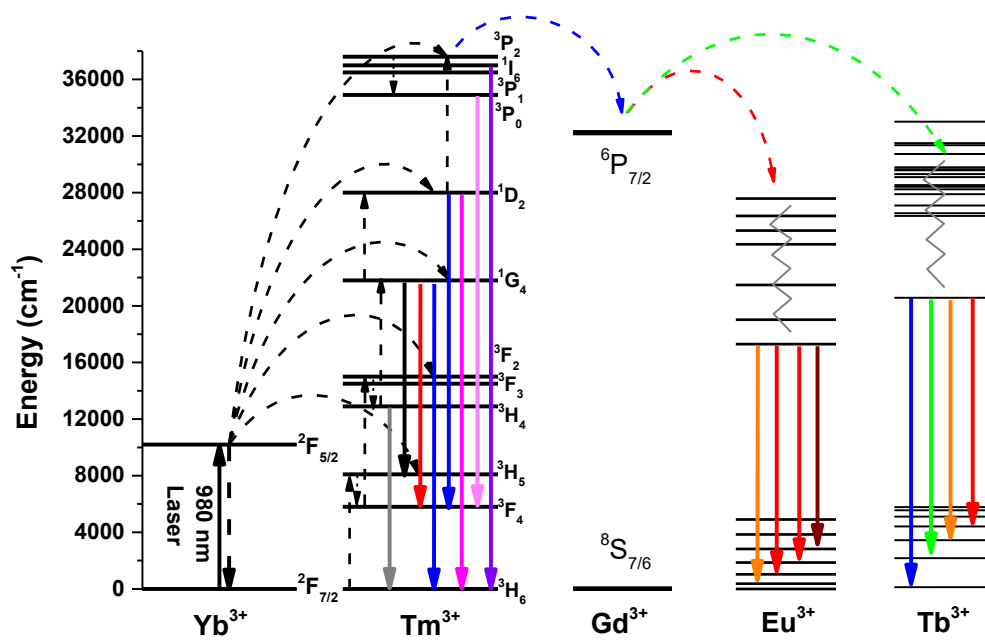 Energy (cm⁻¹)
36000
32000
28000
24000
20000
16000
12000
8000
4000
0
²F₅/₂
980 nm
Laser
²F₇/₂
Yb³⁺
³P₂
¹I₆
³P₁
³P₀
¹D₂
¹G₄
³F₂
³F₃
³H₄
³H₅
³F₄
³H₆
Tm³⁺
⁶P₇/₂
⁸S₇/₆
Gd³⁺
Eu³⁺
Tb³⁺